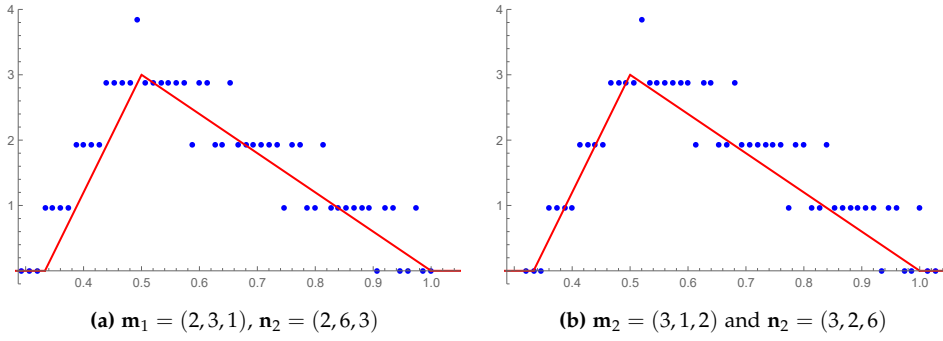 4
3
2
1
0.4 0.5 0.6 0.7 0.8 0.9 1.0
(a) m₁ = (2, 3, 1), n₂ = (2, 6, 3)
4
3
2
1
0.4 0.5 0.6 0.7 0.8 0.9 1.0
(b) m₂ = (3, 1, 2) and n₂ = (3, 2, 6)